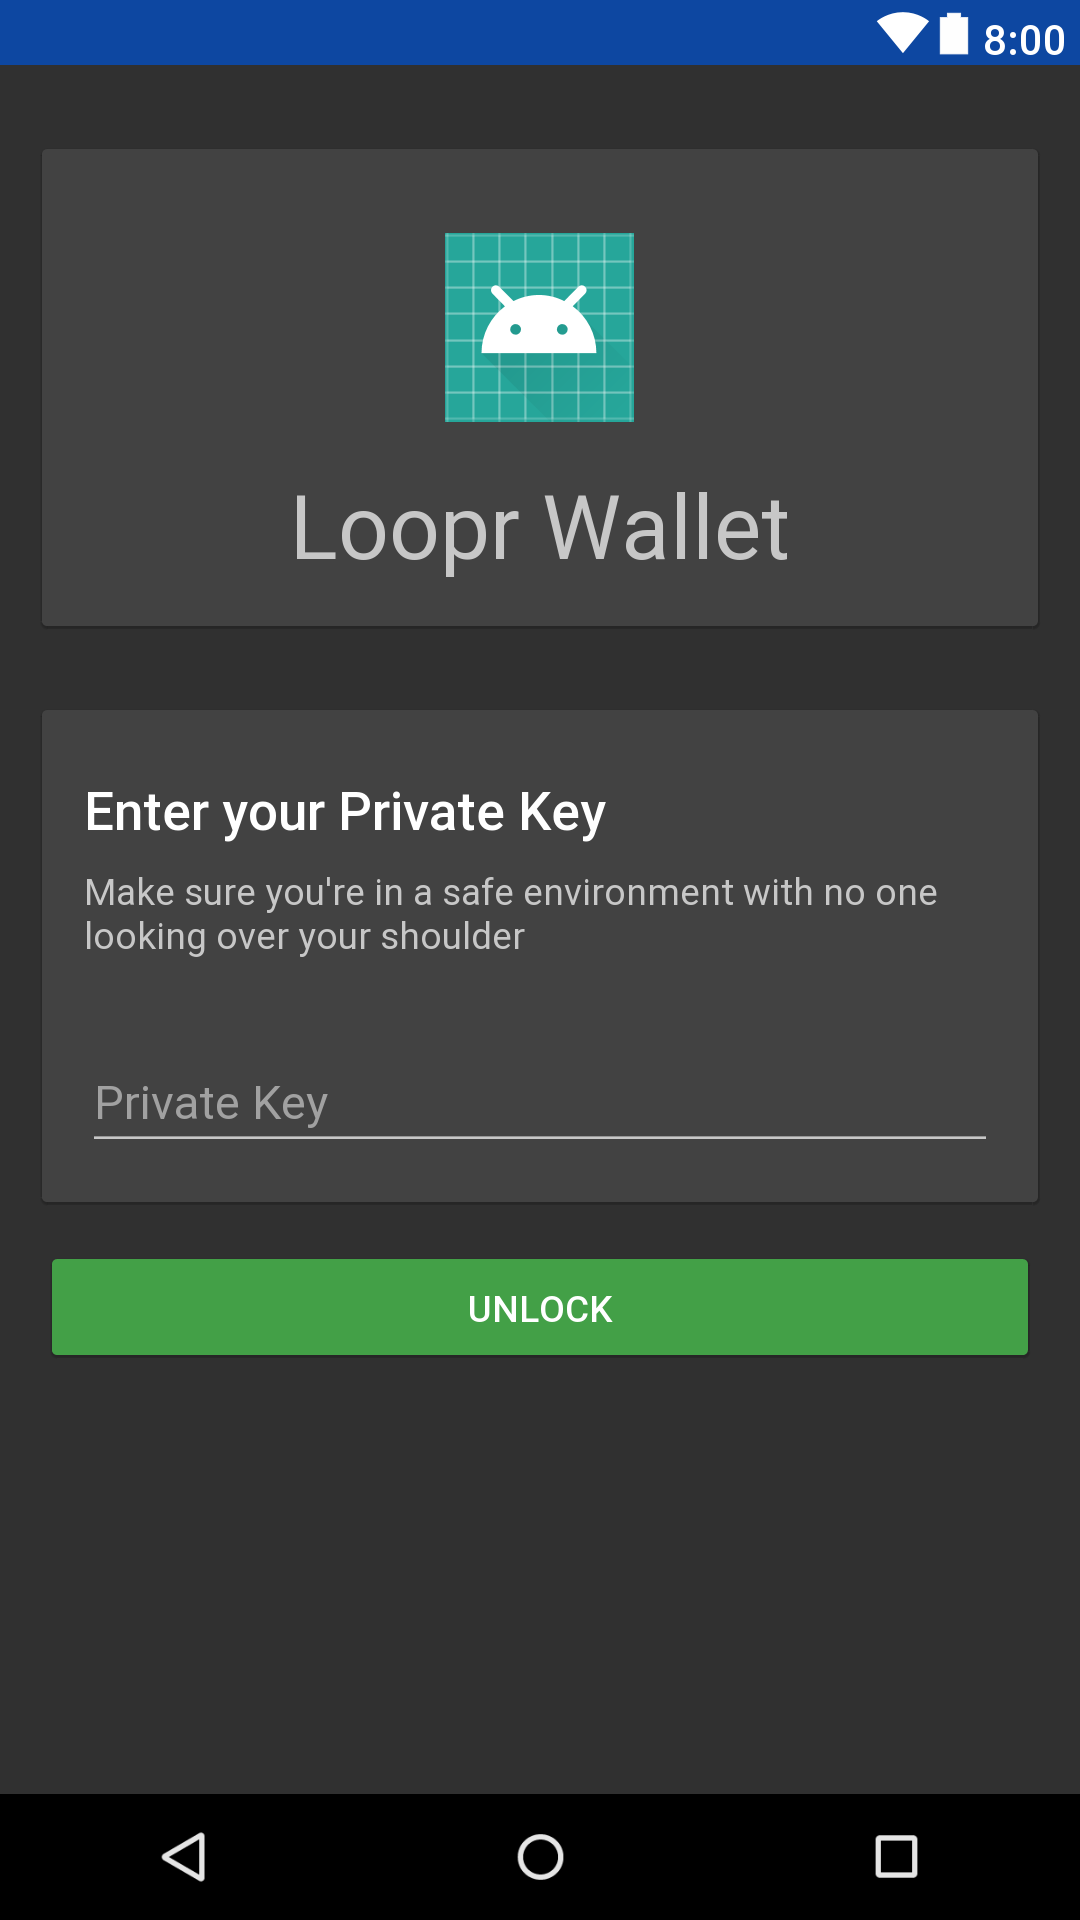 8:00
Loopr Wallet
Enter your Private Key
Make sure you're in a safe environment with no one
looking over your shoulder
Private Key
UNLOCK